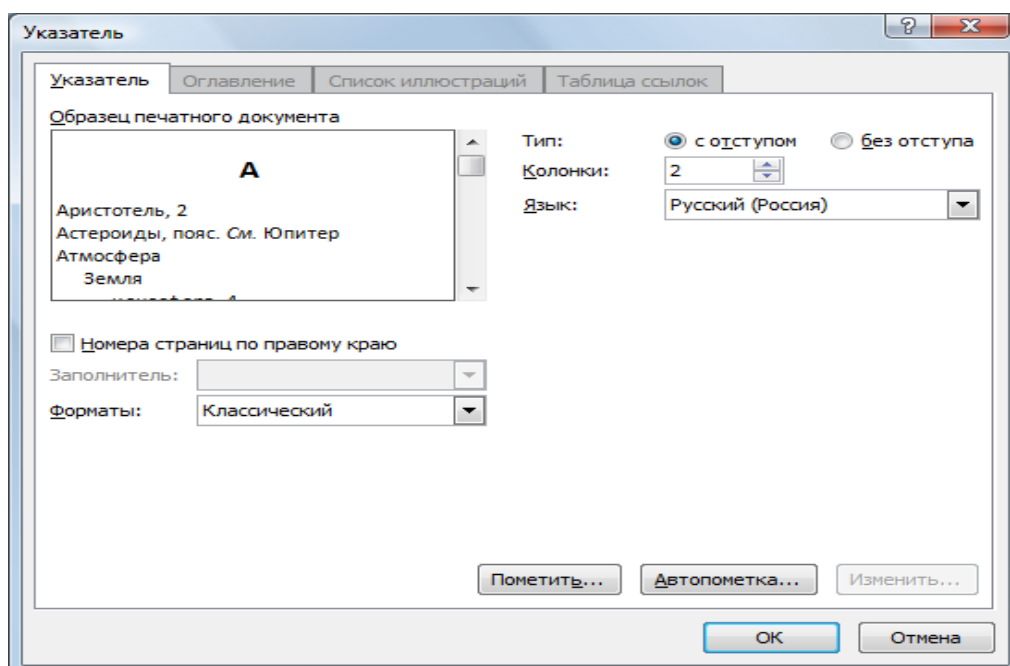 Указатель
Указатель Оглавление Список иллюстраций Таблица ссылок
Образец печатного документа
А
Аристотель, 2
Астероиды, пояс. См. Юпитер
Атмосфера
Земля
Тип: с отступом без отступа
Колонки: 2
Язык: Русский (Россия)
Номера страниц по правому краю
Заполнитель:
Форматы: Классический
Пометить... Автопометка... Изменить...
ОК Отмена